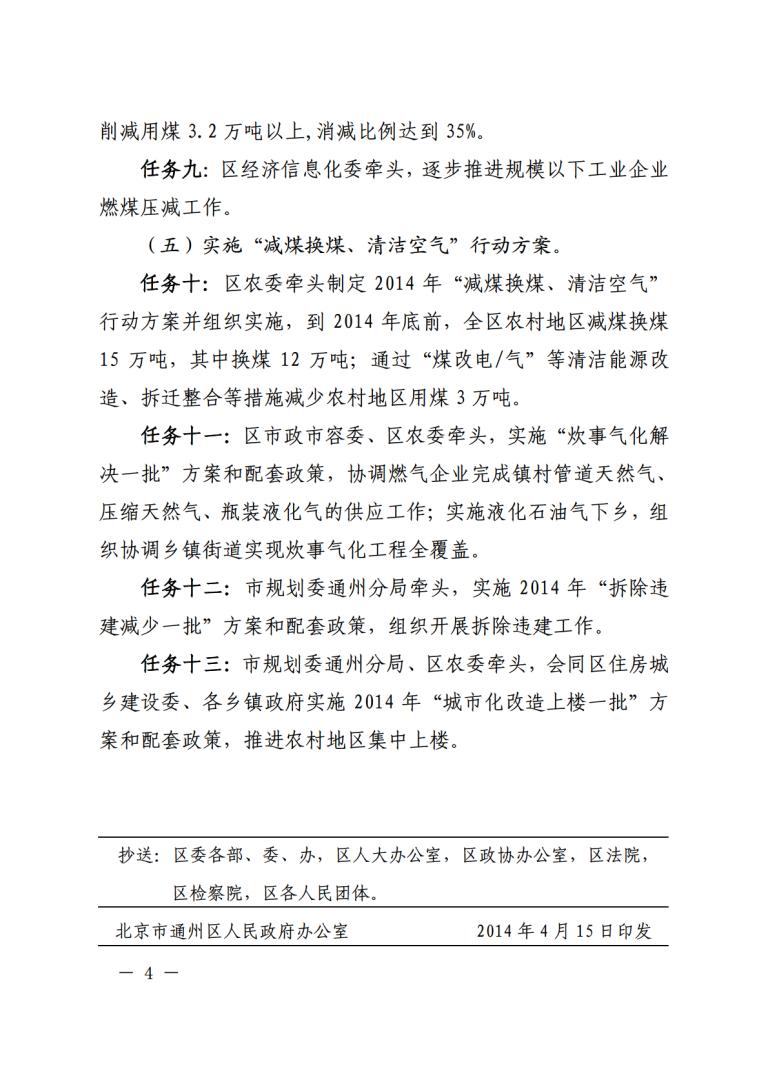 削减用煤 3.2 万吨以上,消减比例达到 35%。
任务九：区经济信息化委牵头，逐步推进规模以下工业企业
燃煤压减工作。
（五）实施“减煤换煤、清洁空气”行动方案。
任务十：区农委牵头制定 2014 年“减煤换煤、清洁空气”
行动方案并组织实施，到 2014 年底前，全区农村地区减煤换煤
15 万吨，其中换煤 12 万吨；通过“煤改电/气”等清洁能源改
造、拆迁整合等措施减少农村地区用煤 3 万吨。
任务十一：区市政市容委、区农委牵头，实施“炊事气化解
决一批”方案和配套政策，协调燃气企业完成镇村管道天然气、
压缩天然气、瓶装液化气的供应工作；实施液化石油气下乡，组
织协调乡镇街道实现炊事气化工程全覆盖。
任务十二：市规划委通州分局牵头，实施 2014 年“拆除违
建减少一批”方案和配套政策，组织开展拆除违建工作。
任务十三：市规划委通州分局、区农委牵头，会同区住房城
乡建设委、各乡镇政府实施 2014 年“城市化改造上楼一批”方
案和配套政策，推进农村地区集中上楼。
抄送：区委各部、委、办，区人大办公室，区政协办公室，区法院，
区检察院，区各人民团体。
北京市通州区人民政府办公室 2014 年 4 月 15 日印发
— 4 —